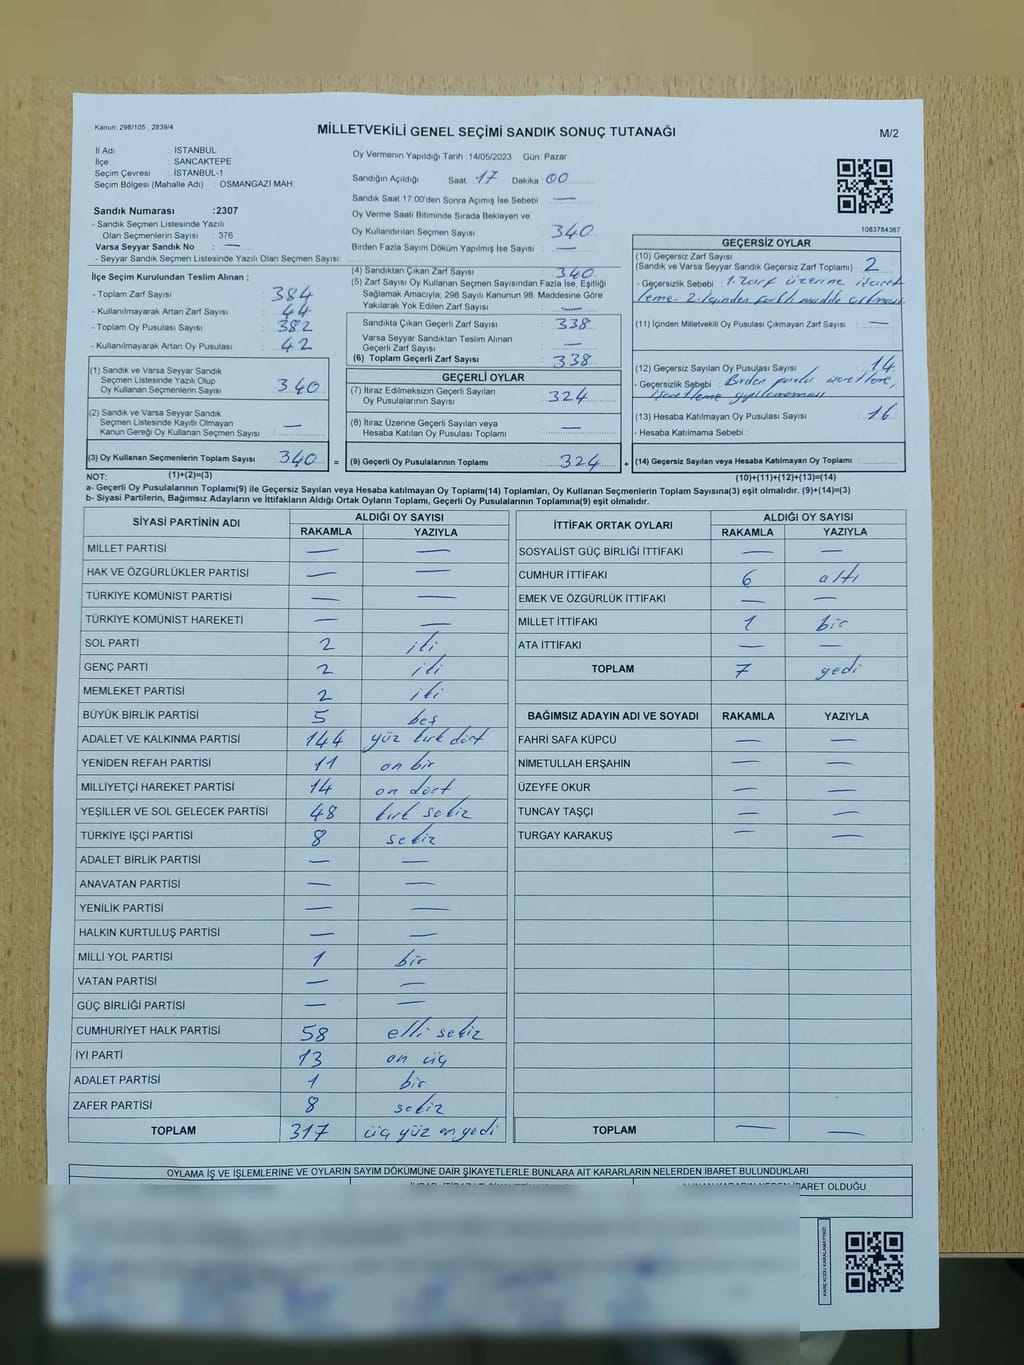 Kanun: 298/105 ; 2839/4
MİLLETVEKİLİ GENEL SEÇİMİ SANDIK SONUÇ TUTANAĞI
M/2
İl Adı : İSTANBUL
İlçe : SANCAKTEPE
Seçim Çevresi : İSTANBUL-1
Seçim Bölgesi (Mahalle Adı) : OSMANGAZİ MAH.
Sandık Numarası :2307
- Sandık Seçmen Listesinde Yazılı
Olan Seçmenlerin Sayısı : 376
Varsa Seyyar Sandık No : —
- Seyyar Sandık Seçmen Listesinde Yazılı Olan Seçmen Sayısı:
Oy Vermenin Yapıldığı Tarih :14/05/2023 Gün: Pazar
Sandığın Açıldığı Saat: 17 Dakika: 00
Sandık Saat 17.00'den Sonra Açımış İse Sebebi : —
Oy Verme Saati Bitiminde Sırada Bekleyen ve
Oy Kullandırılan Seçmen Sayısı : 340
Birden Fazla Sayım Döküm Yapılmış İse Sayısı : —
1083784367
İlçe Seçim Kurulundan Teslim Alınan ;
- Toplam Zarf Sayısı : 384
- Kullanılmayarak Artan Zarf Sayısı : 44
- Toplam Oy Pusulası Sayısı : 382
- Kullanılmayarak Artan Oy Pusulası : 42
(1) Sandık ve Varsa Seyyar Sandık
Seçmen Listesinde Yazılı Olup
Oy Kullanan Seçmenlerin Sayısı : 340
(2) Sandık ve Varsa Seyyar Sandık
Seçmen Listesinde Kayıtlı Olmayan
Kanun Gereği Oy Kullanan Seçmen Sayısı : —
(3) Oy Kullanan Seçmenlerin Toplam Sayısı : 340 =
(4) Sandıktan Çıkan Zarf Sayısı : 340
(5) Zarf Sayısı Oy Kullanan Seçmen Sayısından Fazla İse, Eşitliği
Sağlamak Amacıyla; 298 Sayılı Kanunun 98. Maddesine Göre
Yakılarak Yok Edilen Zarf Sayısı : —
Sandıkta Çıkan Geçerli Zarf Sayısı : 338
Varsa Seyyar Sandıktan Teslim Alınan
Geçerli Zarf Sayısı : —
(6) Toplam Geçerli Zarf Sayısı : 338
GEÇERLİ OYLAR
(7) İtiraz Edilmeksizin Geçerli Sayılan
Oy Pusulalarının Sayısı : 324
(8) İtiraz Üzerine Geçerli Sayılan veya
Hesaba Katılan Oy Pusulası Toplamı : —
(9) Geçerli Oy Pusulalarının Toplamı : 324 +
GEÇERSİZ OYLAR
(10) Geçersiz Zarf Sayısı
(Sandık ve Varsa Seyyar Sandık Geçersiz Zarf Toplamı) : 2
- Geçersizlik Sebebi : 1. Zarf üzerine işaret
leme. 2. İçinden farklı madde çıkması
(11) İçinden Milletvekili Oy Pusulası Çıkmayan Zarf Sayısı : —
(12) Geçersiz Sayılan Oy Pusulası Sayısı : 14
- Geçersizlik Sebebi : Birden işaretleme,
işaretleme yapılmaması
(13) Hesaba Katılmayan Oy Pusulası Sayısı : 16
- Hesaba Katılmama Sebebi :
(14) Geçersiz Sayılan veya Hesaba Katılmayan Oy Toplamı :
NOT: (1)+(2)=(3) (10)+(11)+(12)+(13)=(14)
a- Geçerli Oy Pusulalarının Toplamı(9) ile Geçersiz Sayılan veya Hesaba katılmayan Oy Toplamı(14) Toplamları, Oy Kullanan Seçmenlerin Toplam Sayısına(3) eşit olmalıdır. (9)+(14)=(3)
b- Siyasi Partilerin, Bağımsız Adayların ve İttifakların Aldığı Ortak Oyların Toplamı, Geçerli Oy Pusulalarının Toplamına(9) eşit olmalıdır.
SİYASİ PARTİNİN ADI ALDIĞI OY SAYISI
RAKAMLA YAZIYLA
MİLLET PARTİSİ — —
HAK VE ÖZGÜRLÜKLER PARTİSİ — —
TÜRKİYE KOMÜNİST PARTİSİ — —
TÜRKİYE KOMÜNİST HAREKETİ — —
SOL PARTİ 2 iki
GENÇ PARTİ 2 iki
MEMLEKET PARTİSİ 2 iki
BÜYÜK BİRLİK PARTİSİ 5 beş
ADALET VE KALKINMA PARTİSİ 144 yüz kırk dört
YENİDEN REFAH PARTİSİ 11 on bir
MİLLİYETÇİ HAREKET PARTİSİ 14 on dört
YEŞİLLER VE SOL GELECEK PARTİSİ 48 kırk sekiz
TÜRKİYE İŞÇİ PARTİSİ 8 sekiz
ADALET BİRLİK PARTİSİ — —
ANAVATAN PARTİSİ — —
YENİLİK PARTİSİ — —
HALKIN KURTULUŞ PARTİSİ — —
MİLLİ YOL PARTİSİ 1 bir
VATAN PARTİSİ — —
GÜÇ BİRLİĞİ PARTİSİ — —
CUMHURİYET HALK PARTİSİ 58 elli sekiz
İYİ PARTİ 13 on üç
ADALET PARTİSİ 1 bir
ZAFER PARTİSİ 8 sekiz
TOPLAM 317 üç yüz on yedi
İTTİFAK ORTAK OYLARI ALDIĞI OY SAYISI
RAKAMLA YAZIYLA
SOSYALİST GÜÇ BİRLİĞİ İTTİFAKI — —
CUMHUR İTTİFAKI 6 altı
EMEK VE ÖZGÜRLÜK İTTİFAKI — —
MİLLET İTTİFAKI 1 bir
ATA İTTİFAKI — —
TOPLAM 7 yedi
BAĞIMSIZ ADAYIN ADI VE SOYADI RAKAMLA YAZIYLA
FAHRİ SAFA KÜPCÜ — —
NİMETULLAH ERŞAHİN — —
ÜZEYFE OKUR — —
TUNCAY TAŞÇI — —
TURGAY KARAKUŞ — —
TOPLAM — —
OYLAMA İŞ VE İŞLEMLERİNE VE OYLARIN SAYIM DÖKÜMÜNE DAİR ŞİKAYETLERLE BUNLARA AİT KARARLARIN NELERDEN İBARET BULUNDUKLARI
ALINAN KARARIN NEDEN İBARET OLDUĞU
KARE KODU KARALAMAYINIZ!